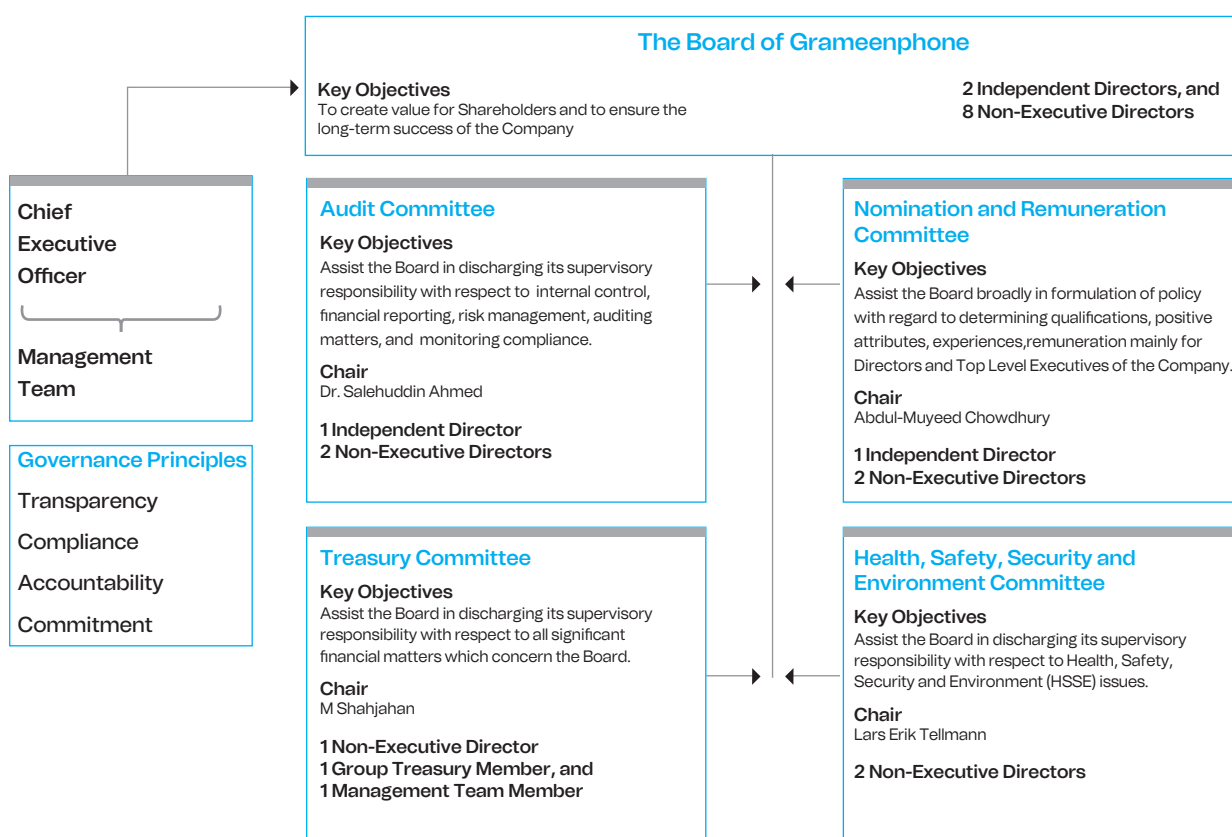 The Board of Grameenphone
Key Objectives
To create value for Shareholders and to ensure the
long-term success of the Company
2 Independent Directors, and
8 Non-Executive Directors
Chief
Executive
Officer
Management
Team
Governance Principles
Transparency
Compliance
Accountability
Commitment
Audit Committee
Key Objectives
Assist the Board in discharging its supervisory
responsibility with respect to internal control,
financial reporting, risk management, auditing
matters, and monitoring compliance.
Chair
Dr. Salehuddin Ahmed
1 Independent Director
2 Non-Executive Directors
Nomination and Remuneration
Committee
Key Objectives
Assist the Board broadly in formulation of policy
with regard to determining qualifications, positive
attributes, experiences,remuneration mainly for
Directors and Top Level Executives of the Company.
Chair
Abdul-Muyeed Chowdhury
1 Independent Director
2 Non-Executive Directors
Treasury Committee
Key Objectives
Assist the Board in discharging its supervisory
responsibility with respect to all significant
financial matters which concern the Board.
Chair
M Shahjahan
1 Non-Executive Director
1 Group Treasury Member, and
1 Management Team Member
Health, Safety, Security and
Environment Committee
Key Objectives
Assist the Board in discharging its supervisory
responsibility with respect to Health, Safety,
Security and Environment (HSSE) issues.
Chair
Lars Erik Tellmann
2 Non-Executive Directors